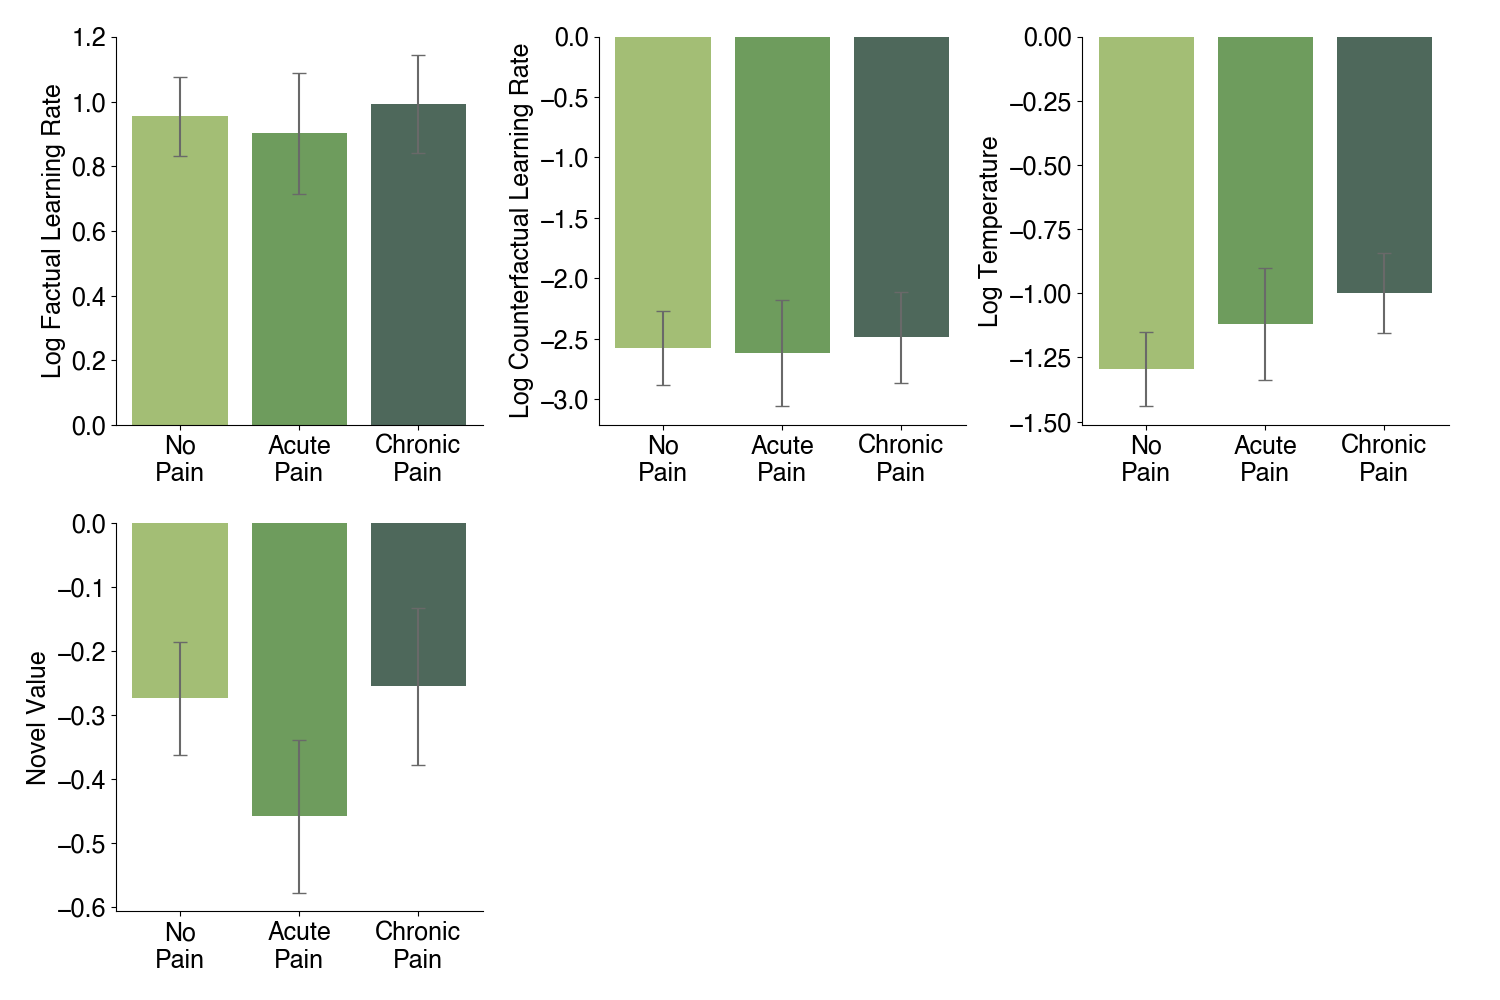 Log Factual Learning Rate
1.2
1.0
0.8
0.6
0.4
0.2
0.0
No
Pain
Acute
Pain
Chronic
Pain
Log Counterfactual Learning Rate
0.0
−0.5
−1.0
−1.5
−2.0
−2.5
−3.0
No
Pain
Acute
Pain
Chronic
Pain
Log Temperature
0.00
−0.25
−0.50
−0.75
−1.00
−1.25
−1.50
No
Pain
Acute
Pain
Chronic
Pain
Novel Value
0.0
−0.1
−0.2
−0.3
−0.4
−0.5
−0.6
No
Pain
Acute
Pain
Chronic
Pain